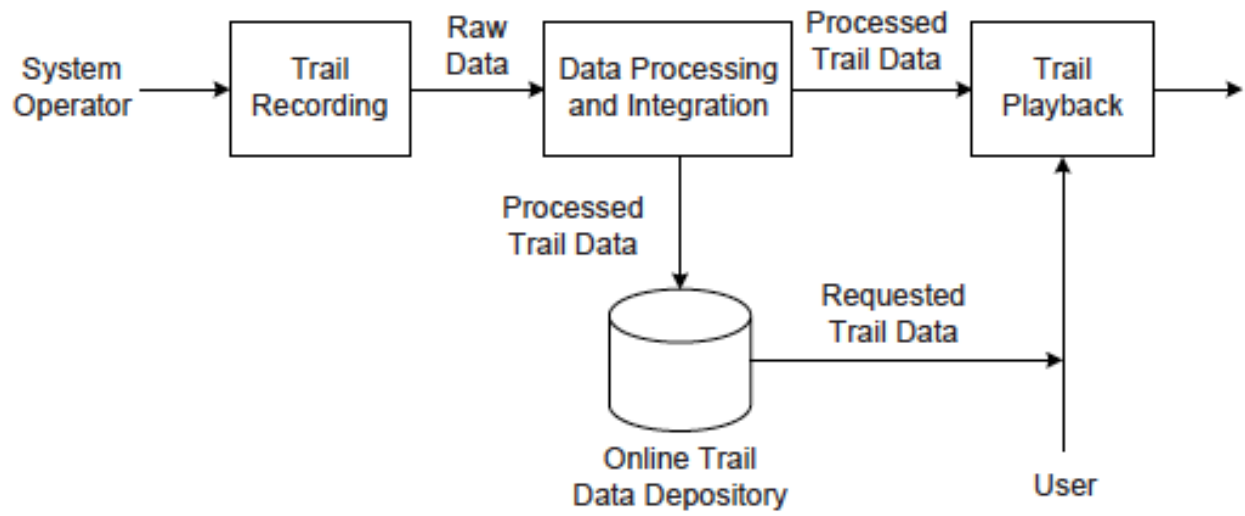 System
Operator
Trail
Recording
Raw
Data
Data Processing
and Integration
Processed
Trail Data
Trail
Playback
Processed
Trail Data
Requested
Trail Data
Online Trail
Data Depository
User